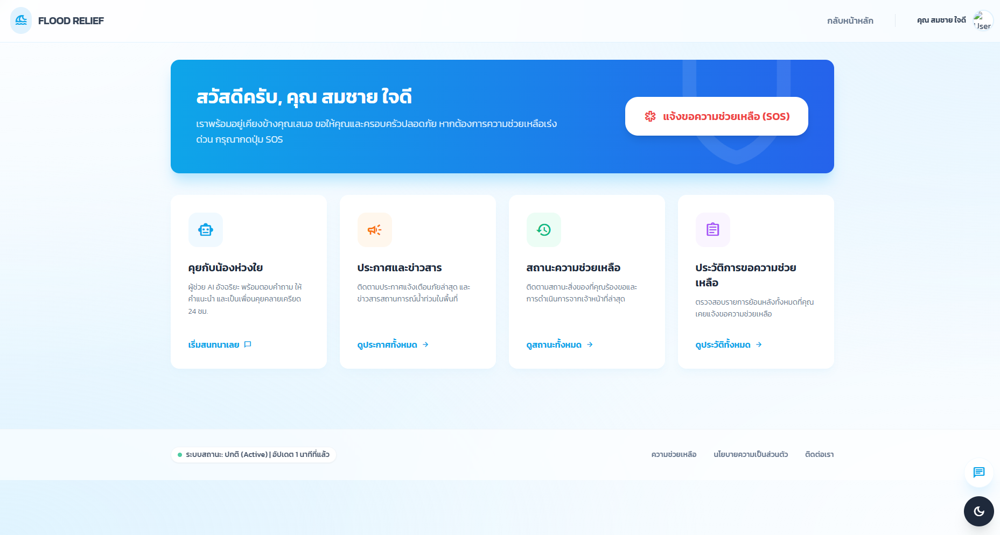 FLOOD RELIEF
กลับหน้าหลัก
คุณ สมชาย ใจดี
User
สวัสดีครับ, คุณ สมชาย ใจดี
เราพร้อมอยู่เคียงข้างคุณเสมอ ขอให้คุณและครอบครัวปลอดภัย หากต้องการความช่วยเหลือเร่ง
ด่วน กรุณากดปุ่ม SOS
แจ้งขอความช่วยเหลือ (SOS)
คุยกับน้องห่วงใย
ผู้ช่วย AI อัจฉริยะ พร้อมตอบคำถาม ให้
คำแนะนำ และเป็นเพื่อนคุยคลายเครียด
24 ชม.
เริ่มสนทนาเลย
ประกาศและข่าวสาร
ติดตามประกาศแจ้งเตือนภัยล่าสุด และ
ข่าวสารสถานการณ์น้ำท่วมในพื้นที่
ดูประกาศทั้งหมด
สถานะความช่วยเหลือ
ติดตามสถานะสิ่งของที่คุณร้องขอและ
การดำเนินการจากเจ้าหน้าที่ล่าสุด
ดูสถานะทั้งหมด
ประวัติการขอความช่วย
เหลือ
ตรวจสอบรายการย้อนหลังทั้งหมดที่คุณ
เคยแจ้งขอความช่วยเหลือ
ดูประวัติทั้งหมด
ระบบสถานะ: ปกติ (Active) | อัปเดต 1 นาทีที่แล้ว
ความช่วยเหลือ
นโยบายความเป็นส่วนตัว
ติดต่อเรา